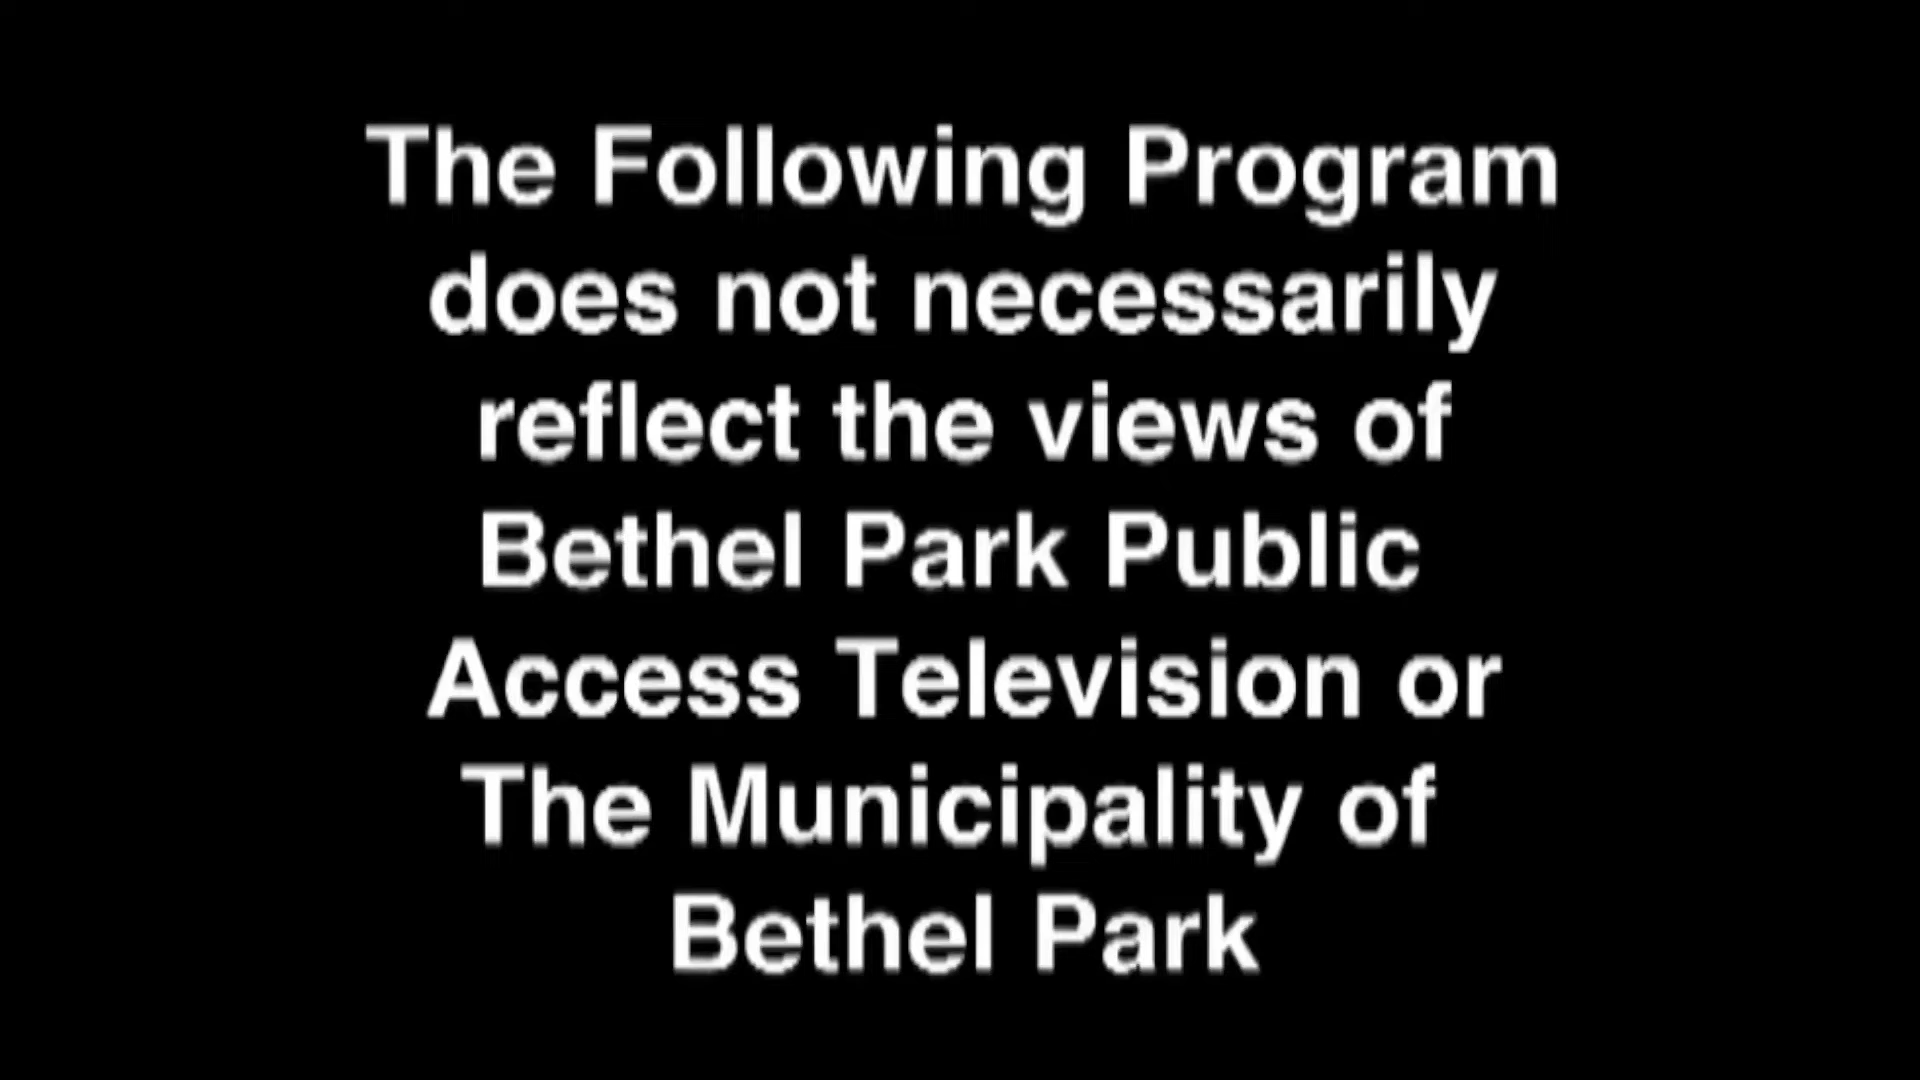 The Following Program
does not necessarily
reflect the views of
Bethel Park Public
Access Television or
The Municipality of
Bethel Park